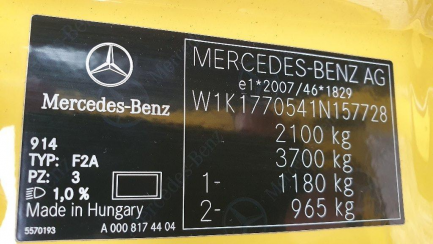 Mercedes-Benz
914
TYP: F2A
PZ: 3
1,0 %
Made in Hungary
5570193 A 000 817 44 04
MERCEDES-BENZ AG
e1*2007/46*1829
W1K1770541N157728
2100 kg
3700 kg
1- 1180 kg
2- 965 kg